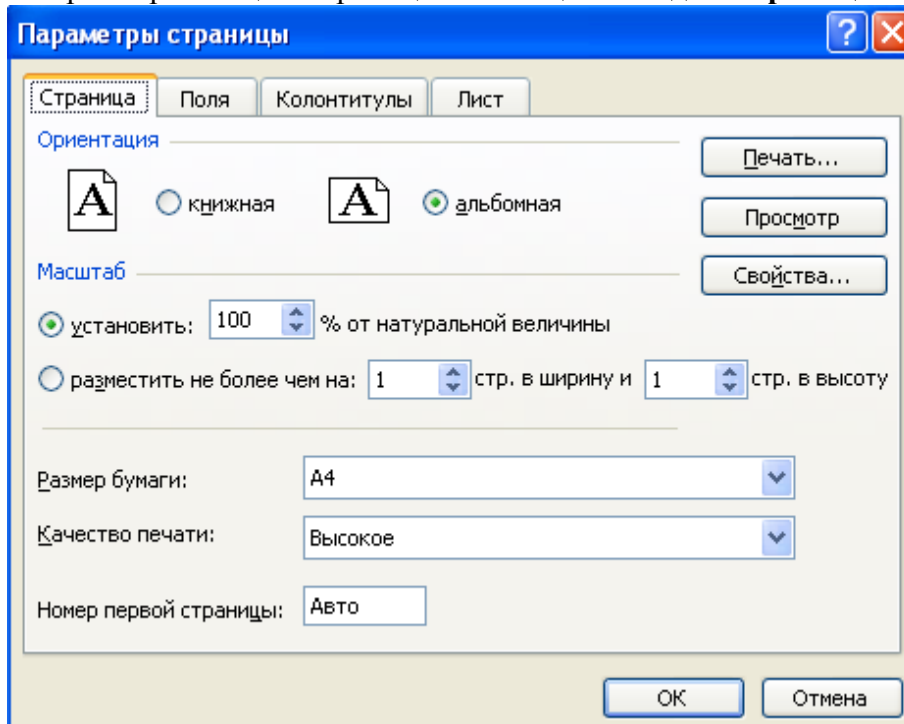 Параметры страницы
Страница Поля Колонтитулы Лист
Ориентация
Печать...
A книжная A альбомная
Просмотр
Масштаб
Свойства...
установить: 100 % от натуральной величины
разместить не более чем на: 1 стр. в ширину и 1 стр. в высоту
Размер бумаги: A4
Качество печати: Высокое
Номер первой страницы: Авто
ОК Отмена